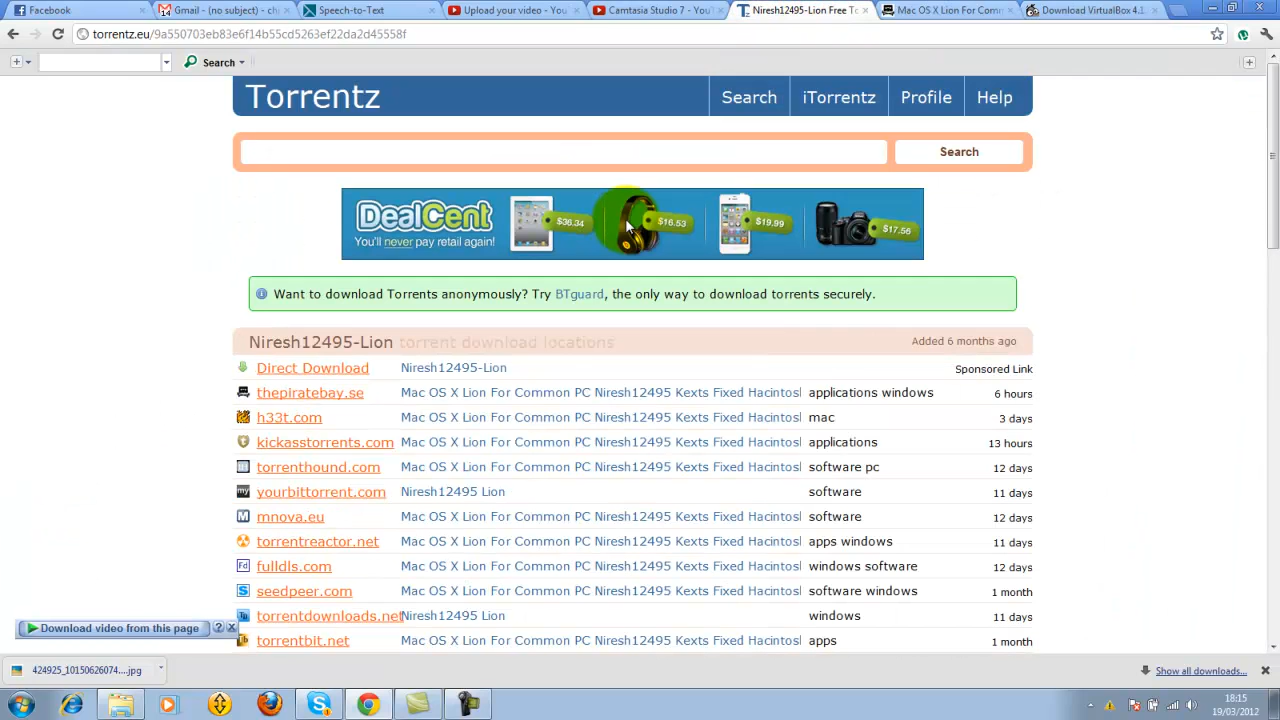 Facebook
Gmail - (no subject) - ch
Speech-to-Text
Upload your video - You
Camtasia Studio 7 - YouT
Niresh12495-Lion Free To
Mac OS X Lion For Comm
Download VirtualBox 4.1.
torrentz.eu/9a550703eb83e6f14b55cd5263ef22da2d45558f
Search
Torrentz
Search
iTorrentz
Profile
Help
Search
DealCent
You'll never pay retail again!
$36.34
$16.53
$19.99
$17.56
Want to download Torrents anonymously? Try BTguard, the only way to download torrents securely.
Niresh12495-Lion torrent download locations Added 6 months ago
Direct Download Niresh12495-Lion Sponsored Link
thepiratebay.se Mac OS X Lion For Common PC Niresh12495 Kexts Fixed Hacintosl applications windows 6 hours
h33t.com Mac OS X Lion For Common PC Niresh12495 Kexts Fixed Hacintosl mac 3 days
kickasstorrents.com Mac OS X Lion For Common PC Niresh12495 Kexts Fixed Hacintosl applications 13 hours
torrenthound.com Mac OS X Lion For Common PC Niresh12495 Kexts Fixed Hacintosl software pc 12 days
yourbittorrent.com Niresh12495 Lion software 11 days
mnova.eu Mac OS X Lion For Common PC Niresh12495 Kexts Fixed Hacintosl software 12 days
torrentreactor.net Mac OS X Lion For Common PC Niresh12495 Kexts Fixed Hacintosl apps windows 11 days
fulldls.com Mac OS X Lion For Common PC Niresh12495 Kexts Fixed Hacintosl windows software 12 days
seedpeer.com Mac OS X Lion For Common PC Niresh12495 Kexts Fixed Hacintosl software windows 1 month
torrentdownloads.net Niresh12495 Lion windows 11 days
torrentbit.net Mac OS X Lion For Common PC Niresh12495 Kexts Fixed Hacintosl apps 1 month
Download video from this page
424925_10150626074....jpg
Show all downloads...
18:15
19/03/2012